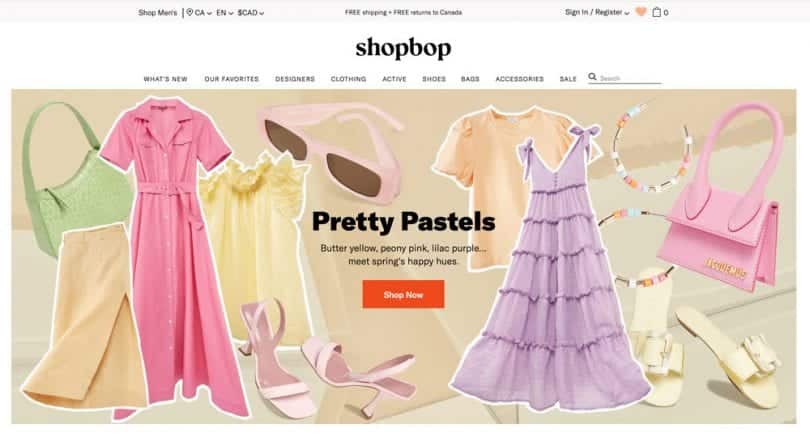 Shop Men's | CA EN $CAD
FREE shipping + FREE returns to Canada
Sign In / Register 0
shopbop
WHAT'S NEW OUR FAVORITES DESIGNERS CLOTHING ACTIVE SHOES BAGS ACCESSORIES SALE Search
Pretty Pastels
Butter yellow, peony pink, lilac purple...
meet spring's happy hues.
Shop Now